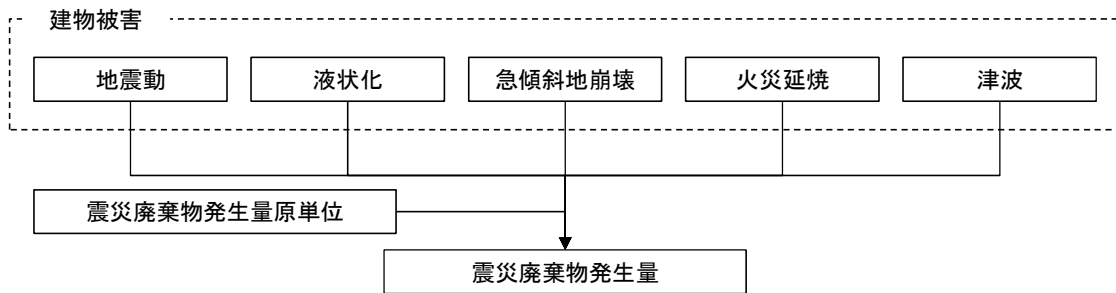 建物被害
地震動
液状化
急傾斜地崩壊
火災延焼
津波
震災廃棄物発生量原単位
震災廃棄物発生量